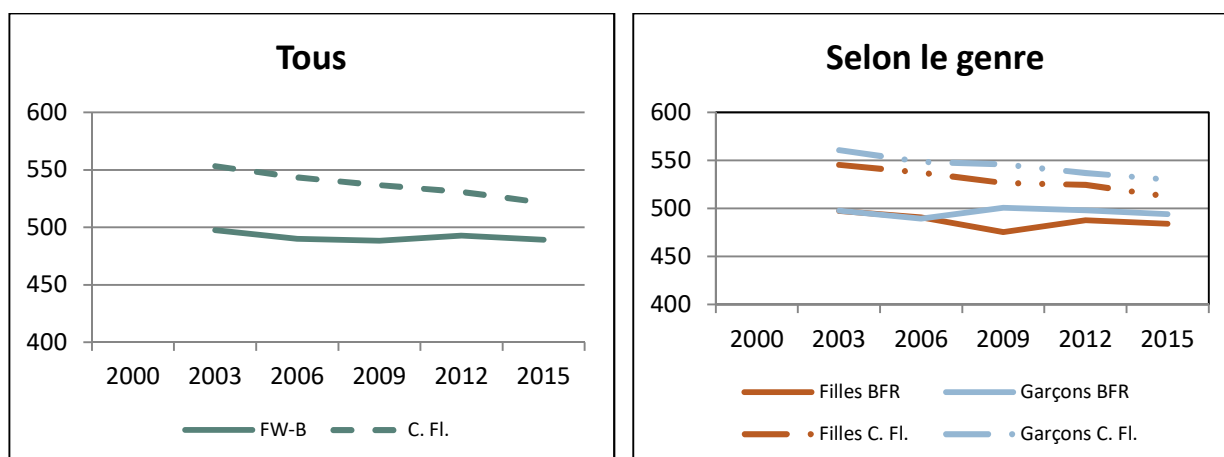 Tous
600
550
500
450
400
2000 2003 2006 2009 2012 2015
FW-B C. Fl.
Selon le genre
600
550
500
450
400
2000 2003 2006 2009 2012 2015
Filles BFR Garçons BFR
Filles C. Fl. Garçons C. Fl.